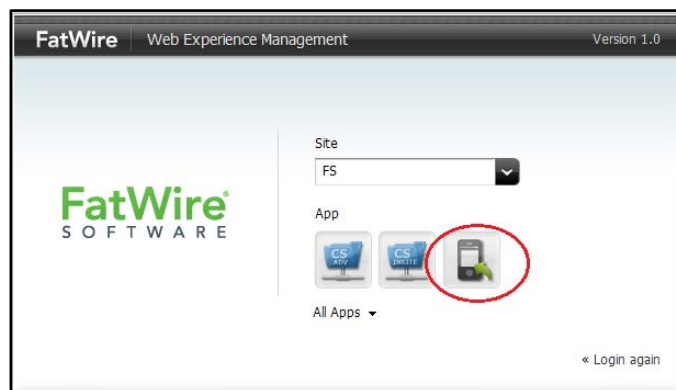 FatWire Web Experience Management Version 1.0
Site
FS
FatWire®
SOFTWARE
App
CS
ADV
CS
INSITE
All Apps
« Login again